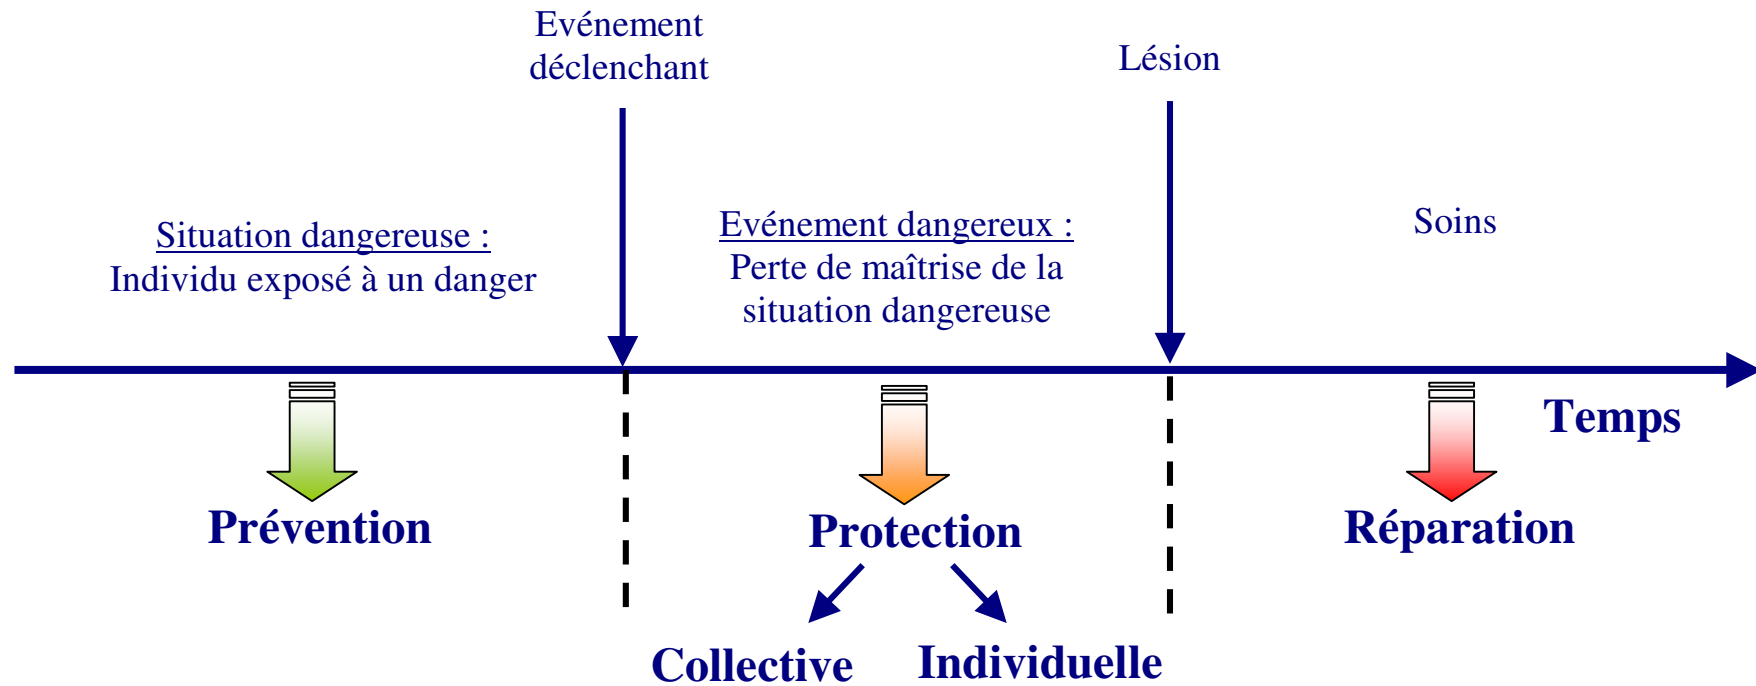 Evénement
déclenchant
Lésion
Situation dangereuse :
Individu exposé à un danger
Evénement dangereux :
Perte de maîtrise de la
situation dangereuse
Soins
Temps
Prévention
Protection
Réparation
Collective
Individuelle